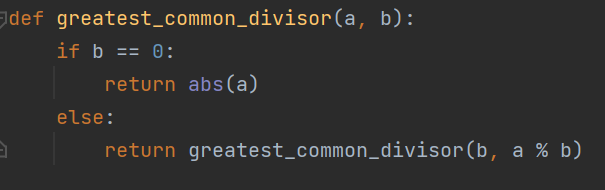 def greatest_common_divisor(a, b):
    if b == 0:
        return abs(a)
    else:
        return greatest_common_divisor(b, a % b)